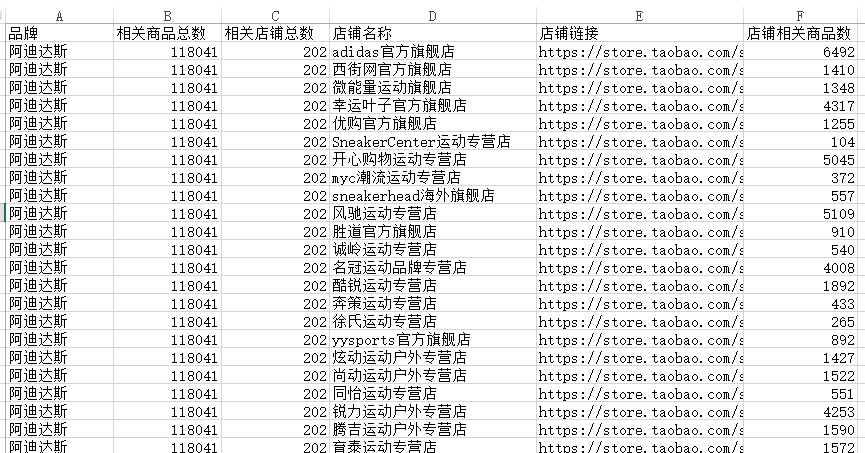 A B C D E F
品牌 相关商品总数 相关店铺总数 店铺名称 店铺链接 店铺相关商品数
阿迪达斯 118041 202 adidas官方旗舰店 https://store.taobao.com/s 6492
阿迪达斯 118041 202 西街网官方旗舰店 https://store.taobao.com/s 1410
阿迪达斯 118041 202 微能量运动旗舰店 https://store.taobao.com/s 1348
阿迪达斯 118041 202 幸运叶子官方旗舰店 https://store.taobao.com/s 4317
阿迪达斯 118041 202 优购官方旗舰店 https://store.taobao.com/s 1255
阿迪达斯 118041 202 SneakerCenter运动专营店 https://store.taobao.com/s 104
阿迪达斯 118041 202 开心购物运动专营店 https://store.taobao.com/s 5045
阿迪达斯 118041 202 myc潮流运动专营店 https://store.taobao.com/s 372
阿迪达斯 118041 202 sneakerhead海外旗舰店 https://store.taobao.com/s 557
阿迪达斯 118041 202 风驰运动专营店 https://store.taobao.com/s 5109
阿迪达斯 118041 202 胜道官方旗舰店 https://store.taobao.com/s 910
阿迪达斯 118041 202 诚岭运动专营店 https://store.taobao.com/s 540
阿迪达斯 118041 202 名冠运动品牌专营店 https://store.taobao.com/s 4008
阿迪达斯 118041 202 酷锐运动专营店 https://store.taobao.com/s 1892
阿迪达斯 118041 202 奔策运动专营店 https://store.taobao.com/s 433
阿迪达斯 118041 202 徐氏运动专营店 https://store.taobao.com/s 265
阿迪达斯 118041 202 yysports官方旗舰店 https://store.taobao.com/s 892
阿迪达斯 118041 202 炫动运动户外专营店 https://store.taobao.com/s 1427
阿迪达斯 118041 202 尚动运动户外专营店 https://store.taobao.com/s 1522
阿迪达斯 118041 202 同怡运动专营店 https://store.taobao.com/s 551
阿迪达斯 118041 202 锐力运动户外专营店 https://store.taobao.com/s 4253
阿迪达斯 118041 202 腾吉运动户外专营店 https://store.taobao.com/s 1590
阿迪达斯 118041 202 育泰运动专营店 https://store.taobao.com/s 1572